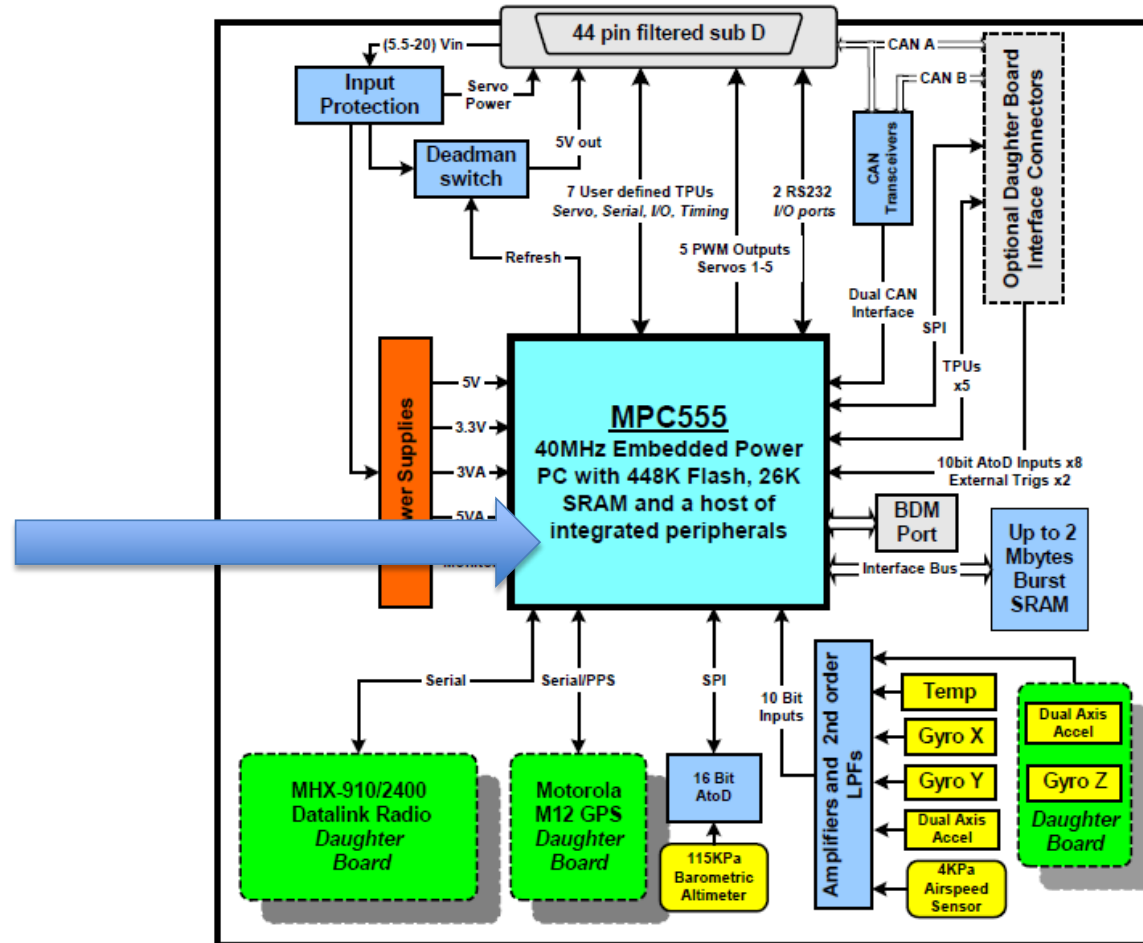 44 pin filtered sub D
(5.5-20) Vin
CAN A
CAN B
Input
Protection
Servo
Power
5V out
Deadman
switch
CAN
Transceivers
Optional Daughter Board
Interface Connectors
7 User defined TPUs
Servo, Serial, I/O, Timing
2 RS232
I/O ports
5 PWM Outputs
Servos 1-5
Refresh
Dual CAN
Interface
SPI
TPUs
x5
5V
3.3V
3VA
5VA
Supplies
MPC555
40MHz Embedded Power
PC with 448K Flash, 26K
SRAM and a host of
integrated peripherals
10bit AtoD Inputs x8
External Trigs x2
BDM
Port
Interface Bus
Up to 2
Mbytes
Burst
SRAM
Serial
Serial/PPS
SPI
10 Bit
Inputs
Amplifiers and 2nd order
LPFs
Temp
Gyro X
Gyro Y
Dual Axis
Accel
4KPa
Airspeed
Sensor
Dual Axis
Accel
Gyro Z
Daughter
Board
MHX-910/2400
Datalink Radio
Daughter
Board
Motorola
M12 GPS
Daughter
Board
16 Bit
AtoD
115KPa
Barometric
Altimeter